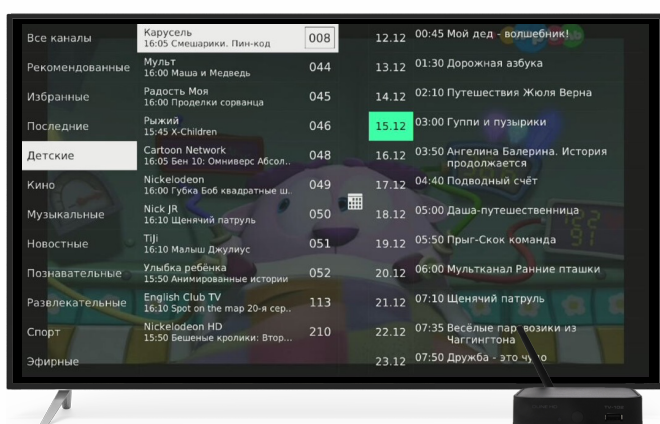 Все каналы
Рекомендованные
Избранные
Последние
Детские
Кино
Музыкальные
Новостные
Познавательные
Развлекательные
Спорт
Эфирные
Карусель 008
16:05 Смешарики. Пин-код
Мульт 044
16:00 Маша и Медведь
Радость Моя 045
16:00 Проделки сорванца
Рыжий 046
15:45 X-Children
Cartoon Network 048
16:05 Бен 10: Омниверс Абсол..
Nickelodeon 049
16:00 Губка Боб квадратные ш..
Nick JR 050
16:10 Щенячий патруль
TiJi 051
16:10 Малыш Джулиус
Улыбка ребёнка 052
15:50 Анимированные истории
English Club TV 113
16:10 Spot on the map 20-я сер..
Nickelodeon HD 210
15:50 Бешеные кролики: Втор...
12.12
13.12
14.12
15.12
16.12
17.12
18.12
19.12
20.12
21.12
22.12
23.12
00:45 Мой дед - волшебник!
01:30 Дорожная азбука
02:10 Путешествия Жюля Верна
03:00 Гуппи и пузырики
03:50 Ангелина Балерина. История
продолжается
04:40 Подводный счёт
05:00 Даша-путешественница
05:50 Прыг-Скок команда
06:00 Мультканал Ранние пташки
07:10 Щенячий патруль
07:35 Весёлые паровозики из
Чаггингтона
07:50 Дружба - это чудо